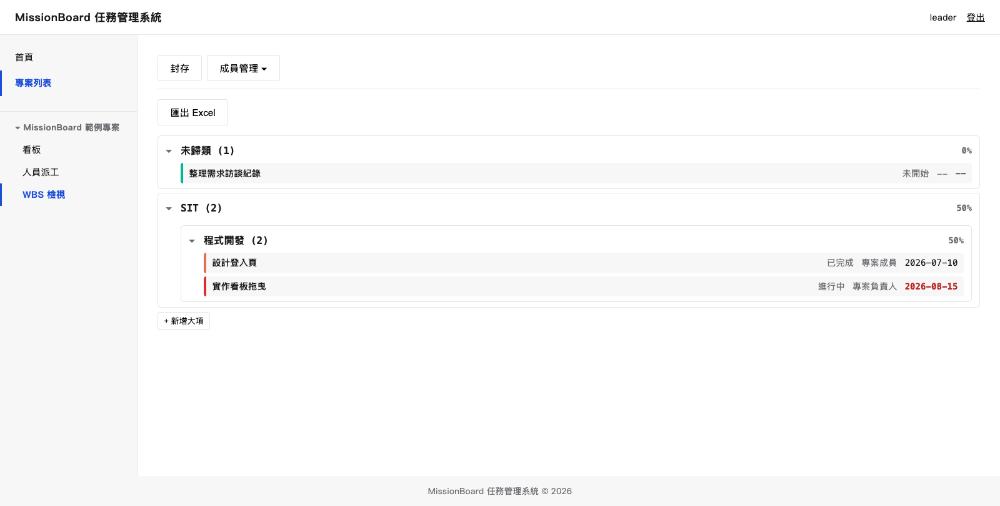 MissionBoard 任務管理系統
leader 登出
首頁
專案列表
MissionBoard 範例專案
看板
人員派工
WBS 檢視
封存 成員管理
匯出 Excel
未歸類 (1) 0%
整理需求訪談紀錄 未開始 -- --
SIT (2) 50%
程式開發 (2) 50%
設計登入頁 已完成 專案成員 2026-07-10
實作看板拖曳 進行中 專案負責人 2026-08-15
+ 新增大項
MissionBoard 任務管理系統 © 2026